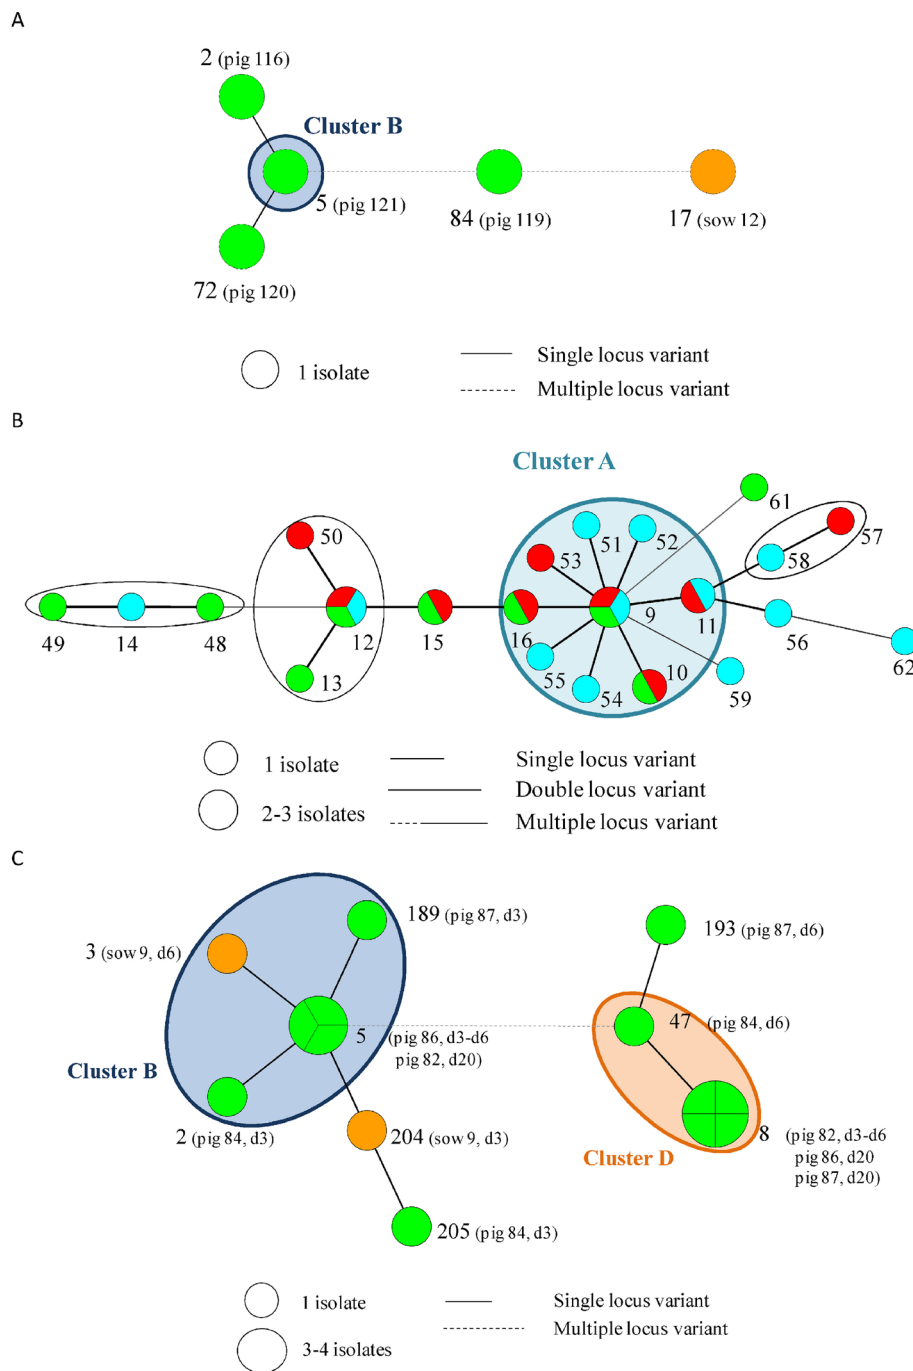 A
2 (pig 116)
Cluster B
5 (pig 121)
84 (pig 119)
17 (sow 12)
72 (pig 120)
1 isolate
Single locus variant
Multiple locus variant
B
Cluster A
61
50
51
52
57
53
58
49
14
48
12
15
16
9
11
56
62
13
55
54
10
59
1 isolate
Single locus variant
Double locus variant
2-3 isolates
Multiple locus variant
C
189 (pig 87, d3)
193 (pig 87, d6)
3 (sow 9, d6)
47 (pig 84, d6)
5 (pig 86, d3-d6
pig 82, d20)
Cluster B
2 (pig 84, d3)
204 (sow 9, d3)
Cluster D
8 (pig 82, d3-d6
pig 86, d20
pig 87, d20)
205 (pig 84, d3)
1 isolate
Single locus variant
Multiple locus variant
3-4 isolates